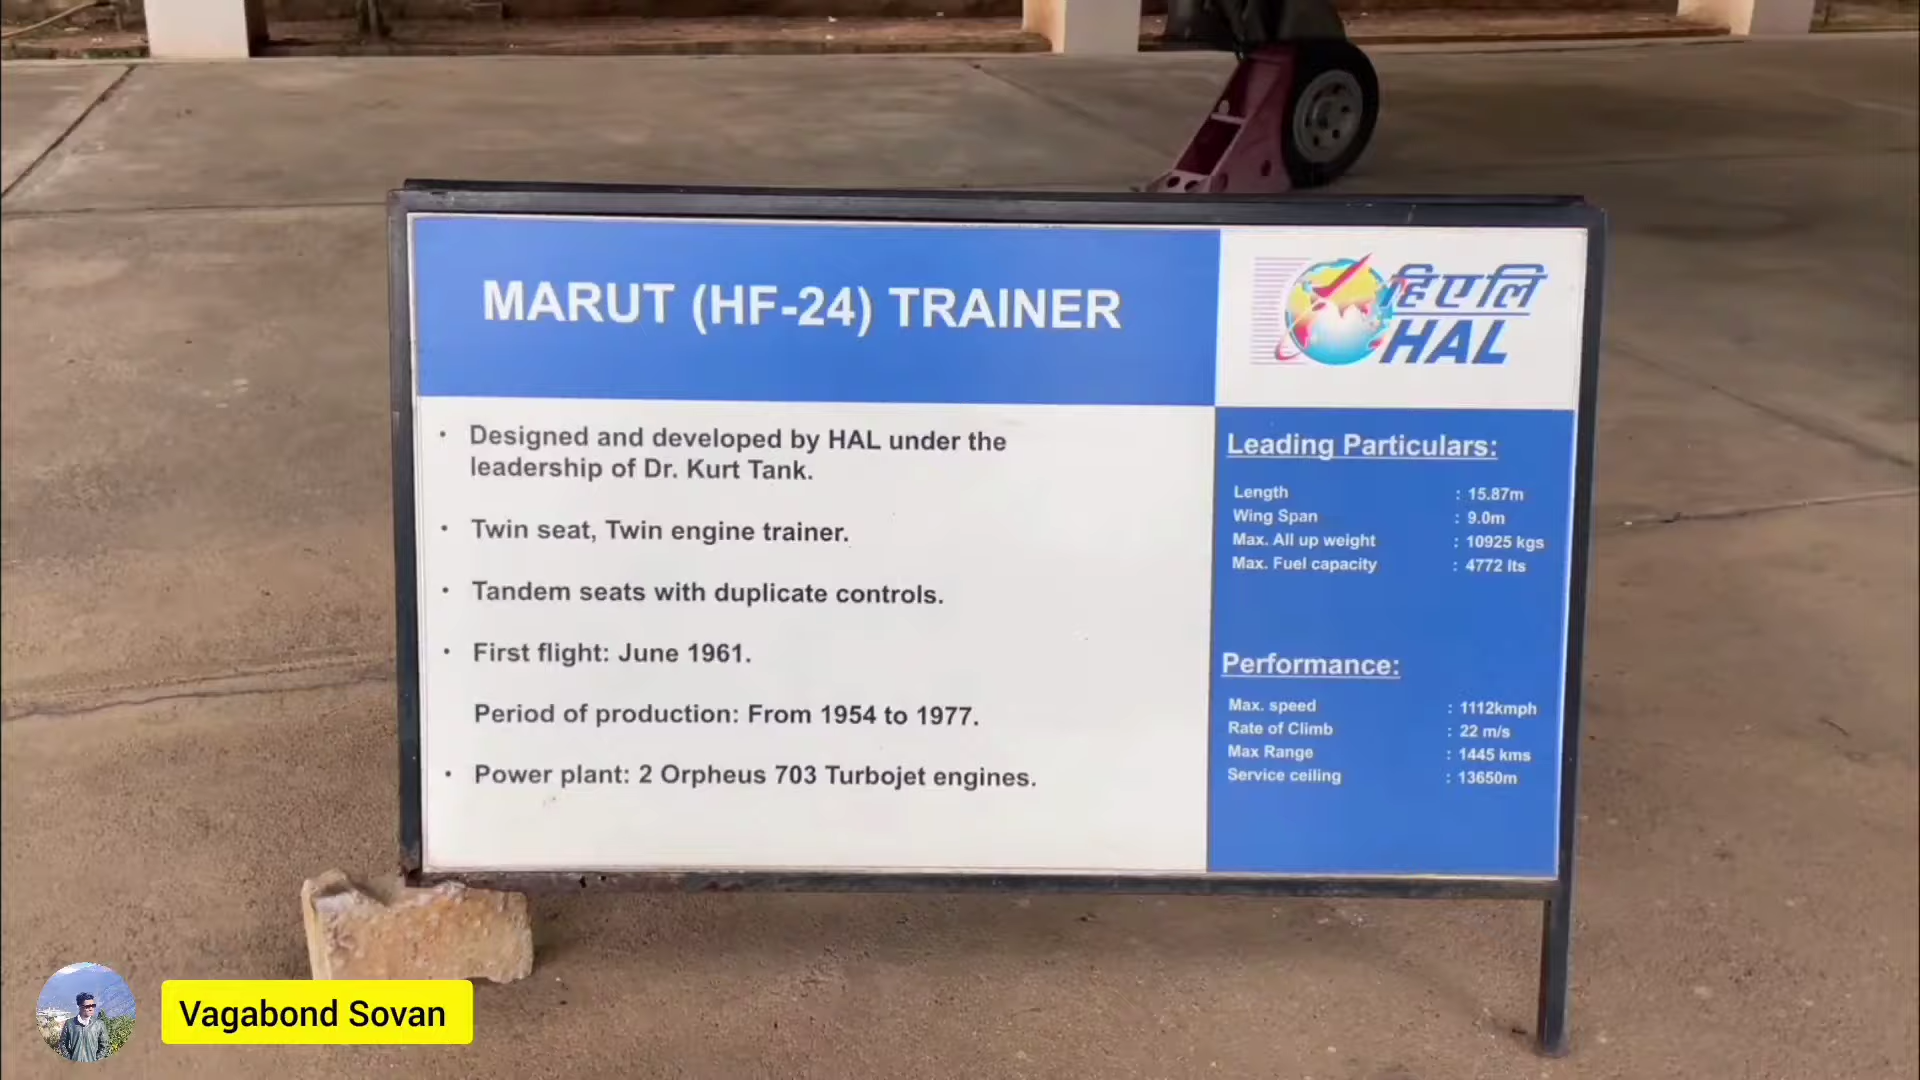 MARUT (HF-24) TRAINER
हिएलि
HAL
• Designed and developed by HAL under the
leadership of Dr. Kurt Tank.
• Twin seat, Twin engine trainer.
• Tandem seats with duplicate controls.
• First flight: June 1961.
Period of production: From 1954 to 1977.
• Power plant: 2 Orpheus 703 Turbojet engines.
Leading Particulars:
Length : 15.87m
Wing Span : 9.0m
Max. All up weight : 10925 kgs
Max. Fuel capacity : 4772 lts
Performance:
Max. speed : 1112kmph
Rate of Climb : 22 m/s
Max Range : 1445 kms
Service ceiling : 13650m
Vagabond Sovan